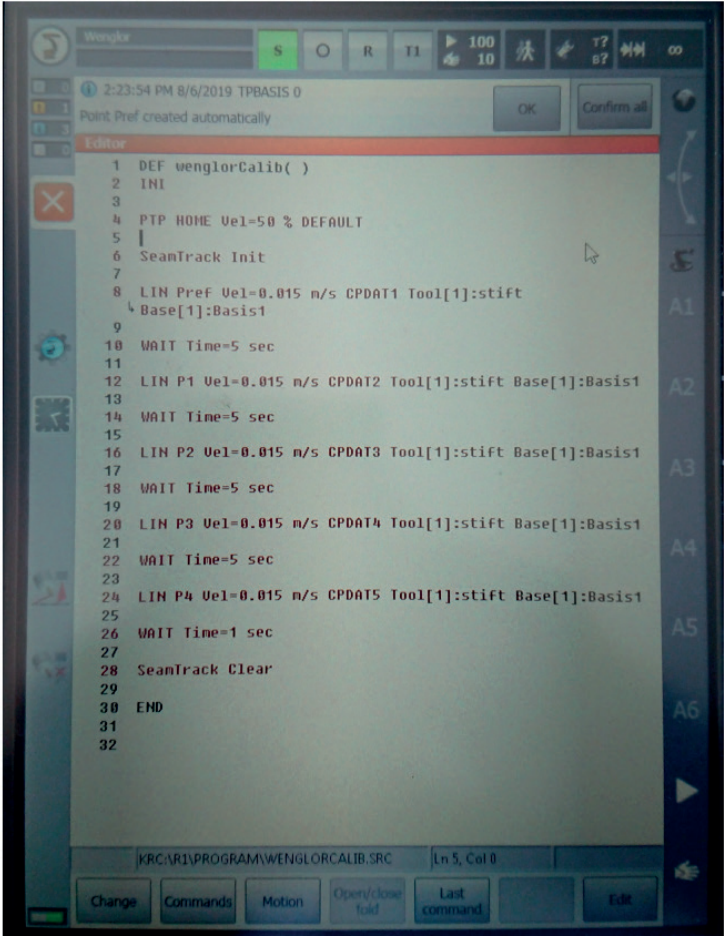 Wenglor
S O R T1 100 10 T? B? ∞
0 2:23:54 PM 8/6/2019 TPBASIS 0
1 Point Pref created automatically OK Confirm all
3
0 Editor
1 DEF wenglorCalib( )
2 INI
3
4 PTP HOME Vel=50 % DEFAULT
5
6 SeamTrack Init
7
8 LIN Pref Vel=0.015 m/s CPDAT1 Tool[1]:stift
Base[1]:Basis1
9
10 WAIT Time=5 sec
11
12 LIN P1 Vel=0.015 m/s CPDAT2 Tool[1]:stift Base[1]:Basis1
13
14 WAIT Time=5 sec
15
16 LIN P2 Vel=0.015 m/s CPDAT3 Tool[1]:stift Base[1]:Basis1
17
18 WAIT Time=5 sec
19
20 LIN P3 Vel=0.015 m/s CPDAT4 Tool[1]:stift Base[1]:Basis1
21
22 WAIT Time=5 sec
23
24 LIN P4 Vel=0.015 m/s CPDAT5 Tool[1]:stift Base[1]:Basis1
25
26 WAIT Time=1 sec
27
28 SeamTrack Clear
29
30 END
31
32
A1
A2
A3
A4
A5
A6
KRC:\R1\PROGRAM\WENGLORCALIB.SRC Ln 5, Col 0
Change Commands Motion Open/close fold Last command Edit